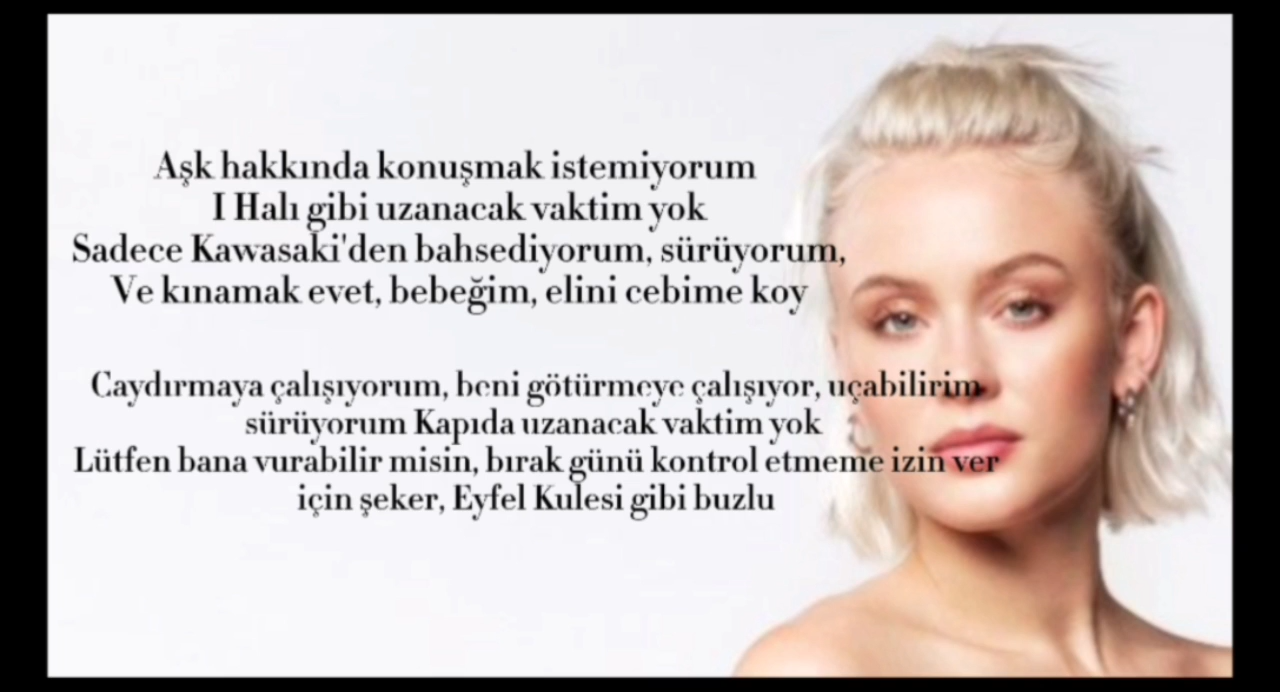 Aşk hakkında konuşmak istemiyorum
I Halı gibi uzanacak vaktim yok
Sadece Kawasaki'den bahsediyorum, sürüyorum,
Ve kınamak evet, bebeğim, elini cebime koy
Caydırmaya çalışıyorum, beni götürmeye çalışıyor, uçabilirim
sürüyorum Kapıda uzanacak vaktim yok
Lütfen bana vurabilir misin, bırak günü kontrol etmeme izin ver
için şeker, Eyfel Kulesi gibi buzlu